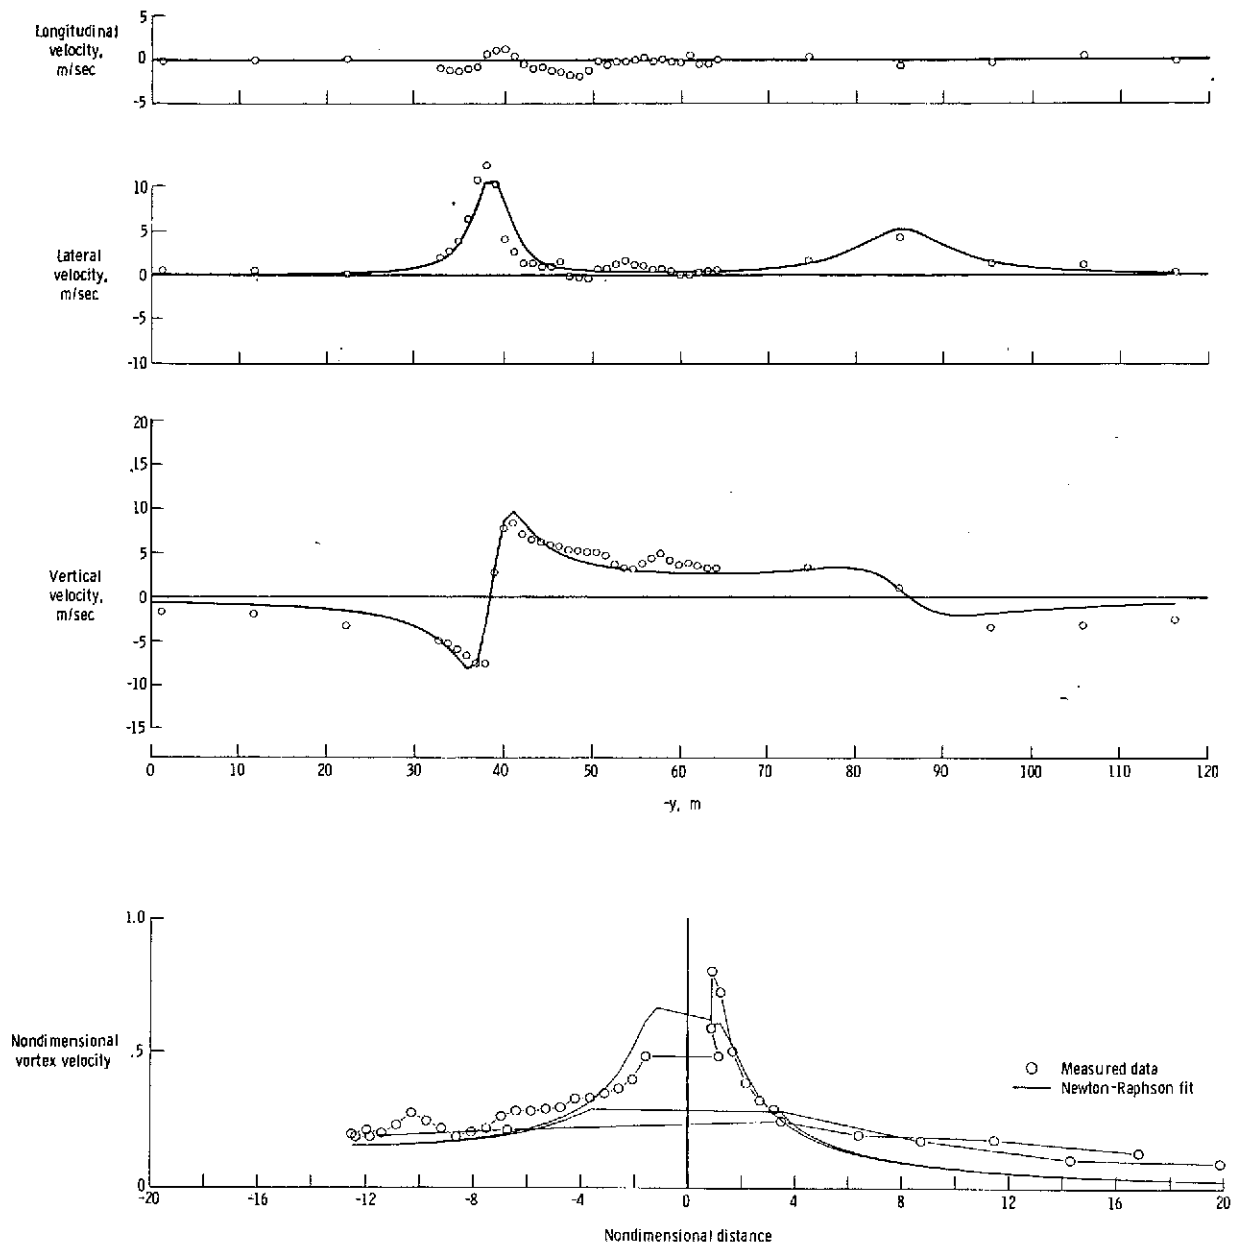 Longitudinal
velocity,
m/sec
5
0
-5
Lateral
velocity,
m/sec
10
5
0
-5
-10
Vertical
velocity,
m/sec
20
15
10
5
0
-5
-10
-15
0 10 20 30 40 50 60 70 80 90 100 110 120
-y, m
Nondimensional
vortex velocity
1.0
.5
0
Measured data
Newton-Raphson fit
-20 -16 -12 -8 -4 0 4 8 12 16 20
Nondimensional distance